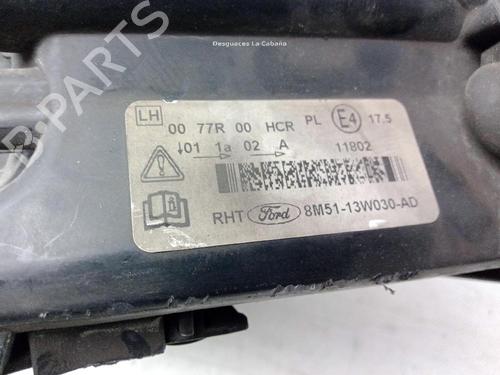 Desguaces La Cabaña
LH
00 77R 00 HCR PL E4 17.5
↓01 1a 02 A 11802
RHT Ford 8M51-13W030-AD